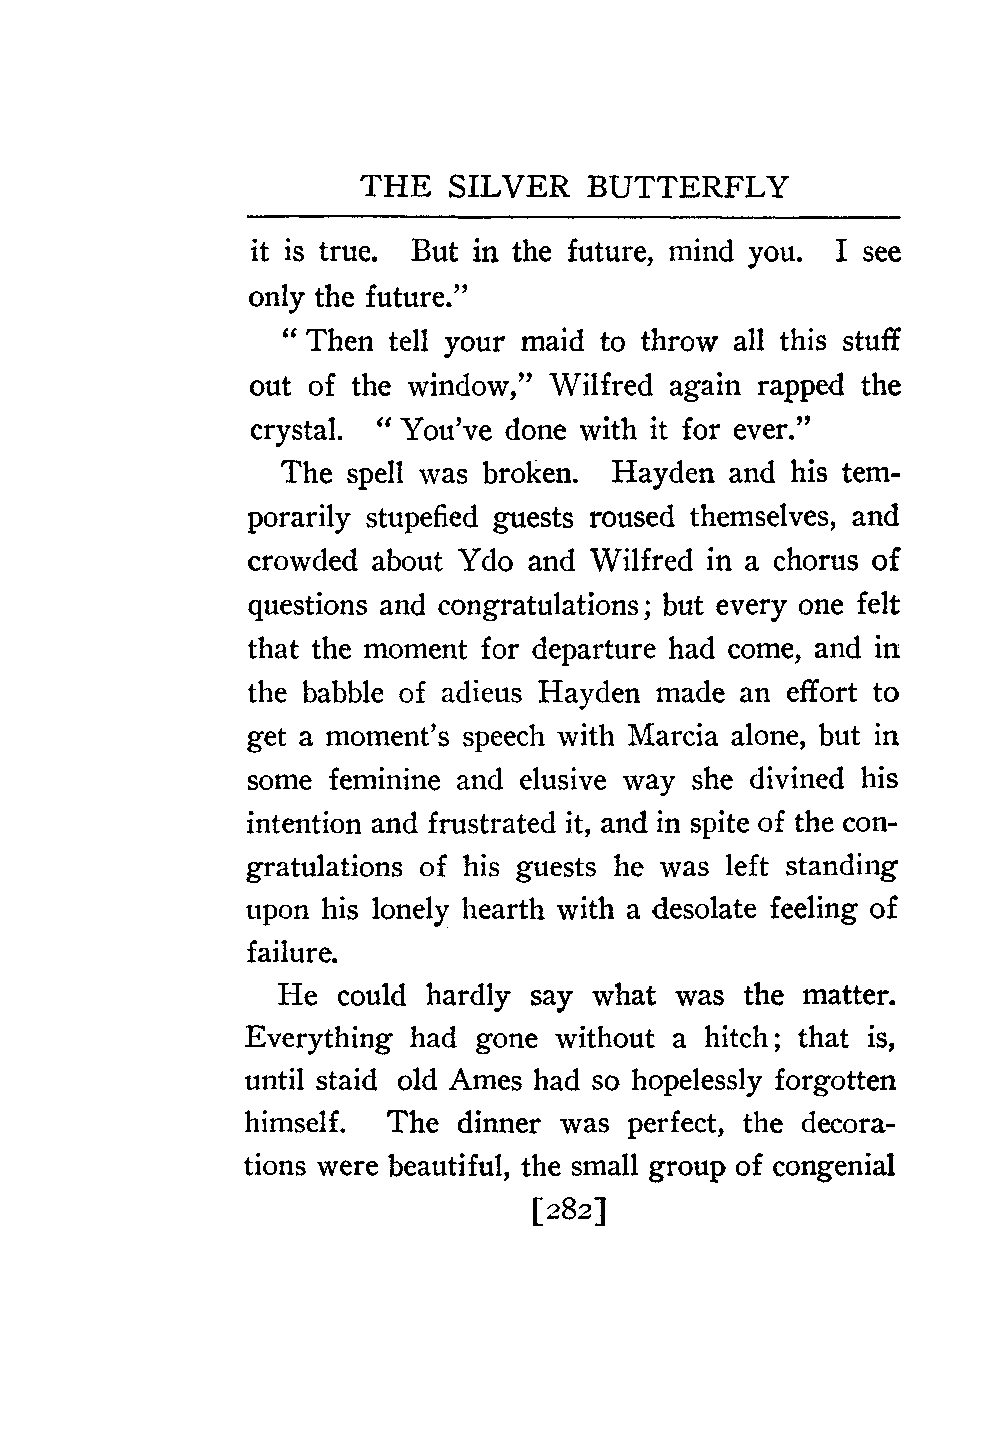 THE SILVER BUTTERFLY
it is true. But in the future, mind you. I see
only the future.”
“ Then tell your maid to throw all this stuff
out of the window,” Wilfred again rapped the
crystal. “ You've done with it for ever.”
The spell was broken. Hayden and his tem-
porarily stupefied guests roused themselves, and
crowded about Ydo and Wilfred in a chorus of
questions and congratulations; but every one felt
that the moment for departure had come, and in
the babble of adieus Hayden made an effort to
get a moment's speech with Marcia alone, but in
some feminine and elusive way she divined his
intention and frustrated it, and in spite of the con-
gratulations of his guests he was left standing
upon his lonely hearth with a desolate feeling of
failure.
He could hardly say what was the matter.
Everything had gone without a hitch; that is,
until staid old Ames had so hopelessly forgotten
himself. The dinner was perfect, the decora-
tions were beautiful, the small group of congenial
[282]